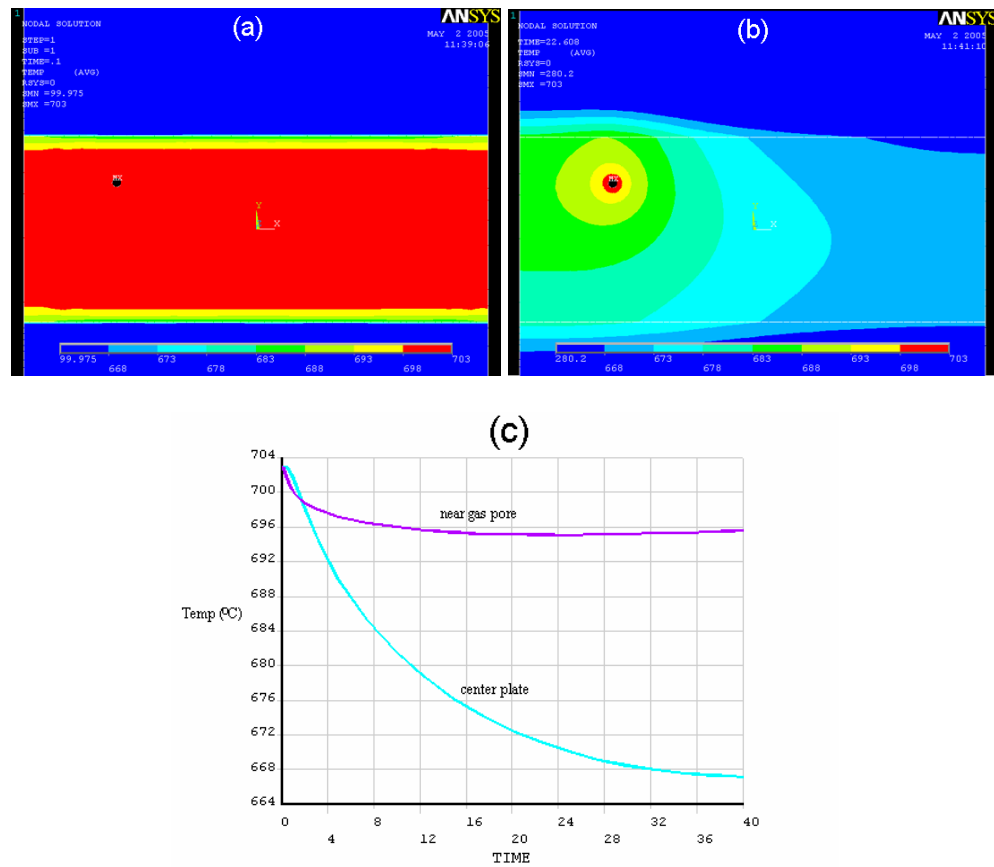 1
NODAL SOLUTION
STEP=1
SUB =1
TIME=.1
TEMP (AVG)
RSYS=0
SMN =99.975
SMX =703
(a)
ANSYS
MAY 2 2005
11:39:06
MX
Y
X
99.975 673 683 693 703
668 678 688 698
1
NODAL SOLUTION
TIME=22.608
TEMP (AVG)
RSYS=0
SMN =280.2
SMX =703
(b)
ANSYS
MAY 2 2005
11:41:10
MX
Y
X
280.2 673 683 693 703
668 678 688 698
(c)
704
700
696
692
688
684
680
676
672
668
664
Temp (ºC)
near gas pore
center plate
0 8 16 24 32 40
4 12 20 28 36
TIME